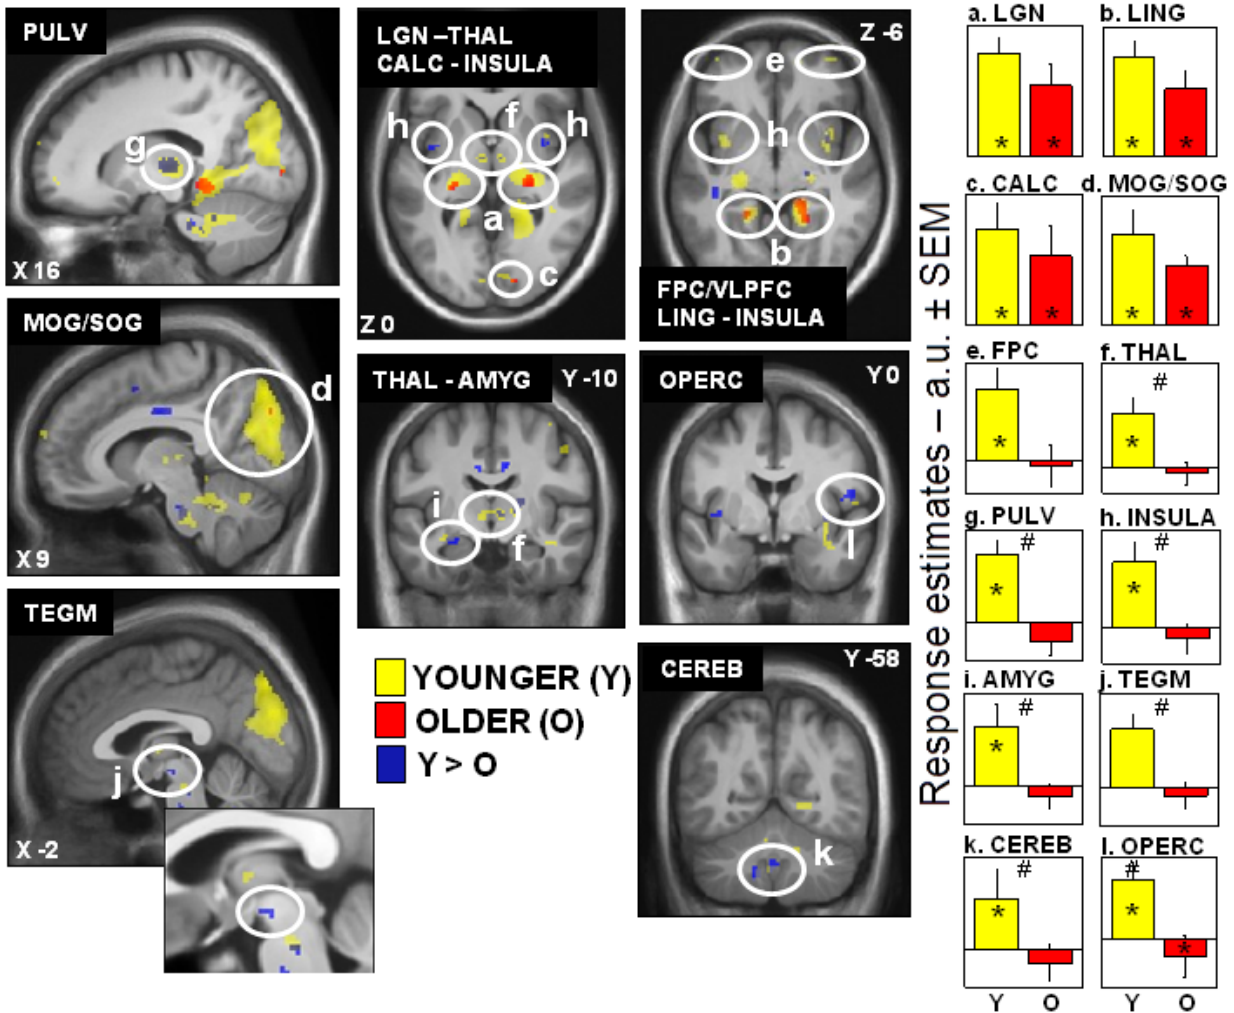 PULV
g
X 16
LGN –THAL
CALC - INSULA
h
f
h
a
c
Z 0
Z -6
e
h
b
FPC/VLPFC
LING - INSULA
MOG/SOG
d
X 9
THAL - AMYG
Y -10
i
f
OPERC
Y 0
l
TEGM
j
X -2
YOUNGER (Y)
OLDER (O)
Y > O
CEREB
Y -58
k
Response estimates – a.u. ± SEM
a. LGN
* *
b. LING
* *
c. CALC
* *
d. MOG/SOG
* *
e. FPC
*
f. THAL
#
*
g. PULV
#
*
h. INSULA
#
*
i. AMYG
#
*
j. TEGM
#
k. CEREB
#
*
l. OPERC
#
* *
Y O
Y O